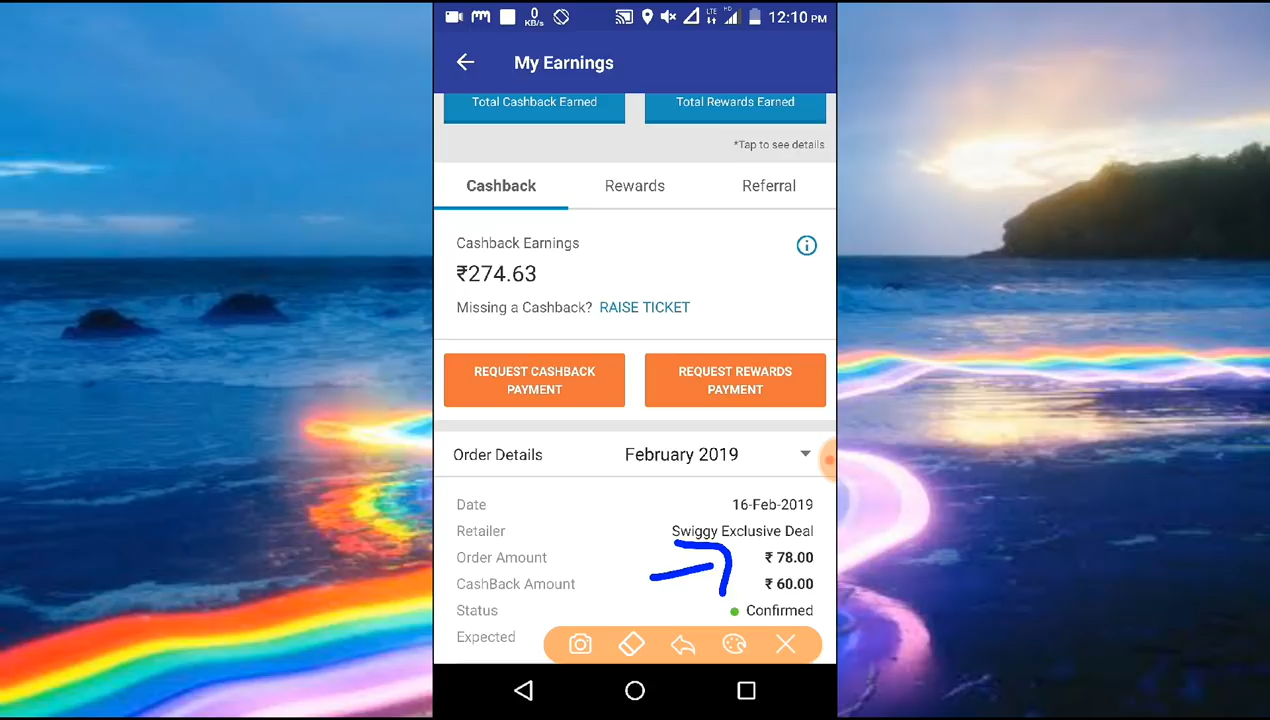 0
KB/s
LTE
HD
12:10 PM
My Earnings
Total Cashback Earned
Total Rewards Earned
*Tap to see details
Cashback
Rewards
Referral
Cashback Earnings
₹274.63
Missing a Cashback? RAISE TICKET
REQUEST CASHBACK
PAYMENT
REQUEST REWARDS
PAYMENT
Order Details
February 2019
Date
16-Feb-2019
Retailer
Swiggy Exclusive Deal
Order Amount
₹ 78.00
CashBack Amount
₹ 60.00
Status
Confirmed
Expected